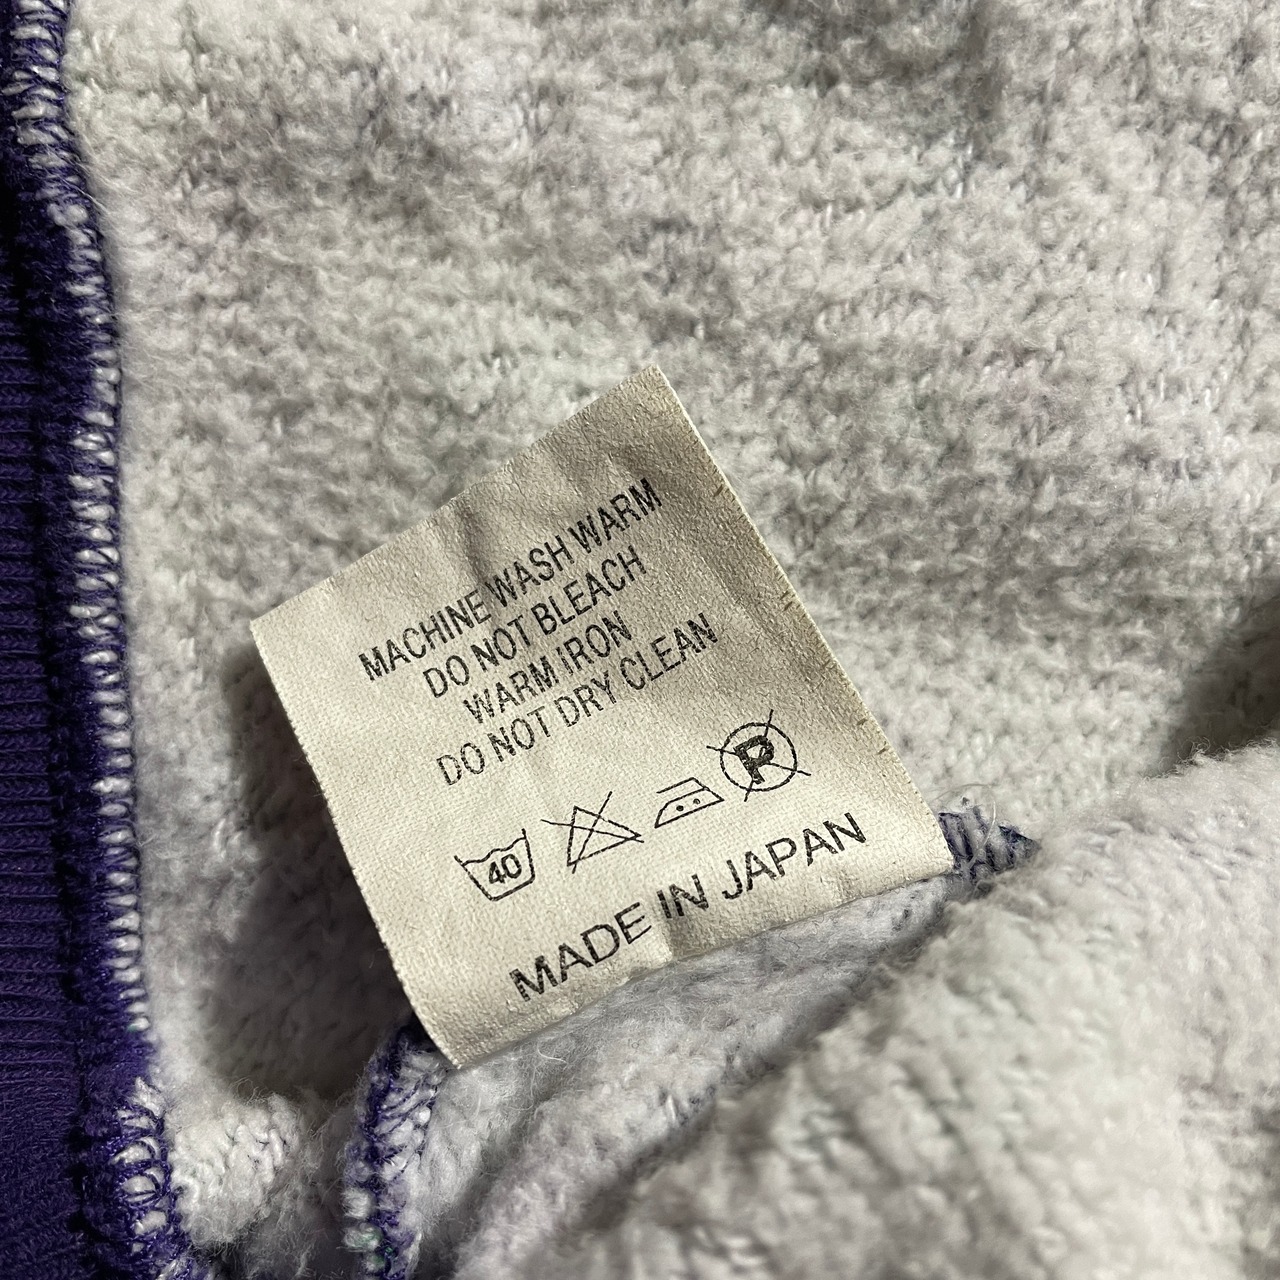 MACHINE WASH WARM
DO NOT BLEACH
WARM IRON
DO NOT DRY CLEAN
40 P
MADE IN JAPAN